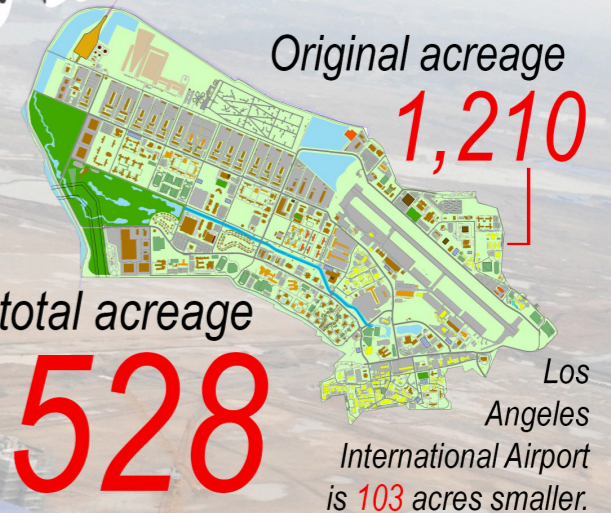 Original acreage
1,210
total acreage
528
Los
Angeles
International Airport
is 103 acres smaller.